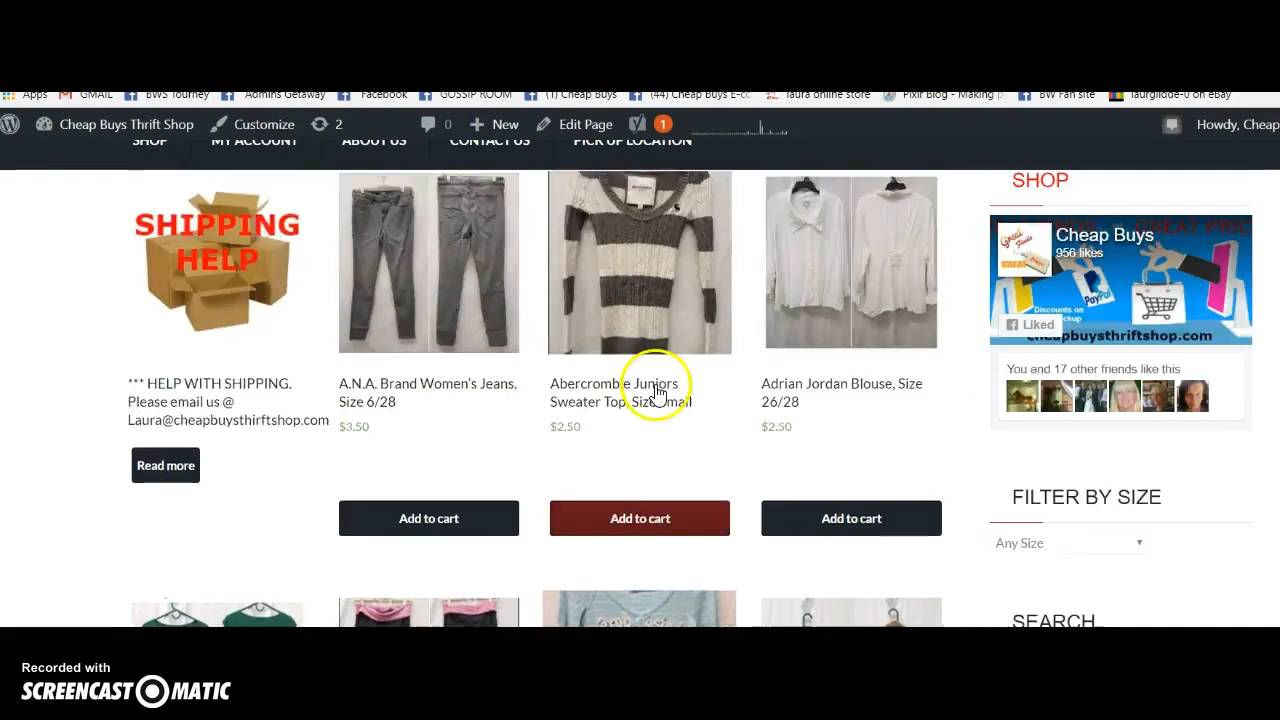 Apps GMAIL BWS Tourney Admins Getaway Facebook GOSSIP ROOM (1) Cheap Buys (44) Cheap Buys E-co laura online store Pixlr Blog - Making p BW Fan site laurglidde-0 on eBay
Cheap Buys Thrift Shop Customize 2 0 New Edit Page 1 Howdy, Cheap
SHOP MY ACCOUNT ABOUT US CONTACT US PICK UP LOCATION
SHIPPING
HELP
*** HELP WITH SHIPPING.
Please email us @
Laura@cheapbuysthriftshop.com
Read more
A.N.A. Brand Women's Jeans,
Size 6/28
$3.50
Add to cart
Abercrombie Juniors
Sweater Top, Size Small
$2.50
Add to cart
Adrian Jordan Blouse, Size
26/28
$2.50
Add to cart
SHOP
Cheap Buys
956 likes
PayPal
Discounts on
Liked
cheapbuysthriftshop.com
You and 17 other friends like this
FILTER BY SIZE
Any Size
SEARCH
Recorded with
SCREENCAST MATIC